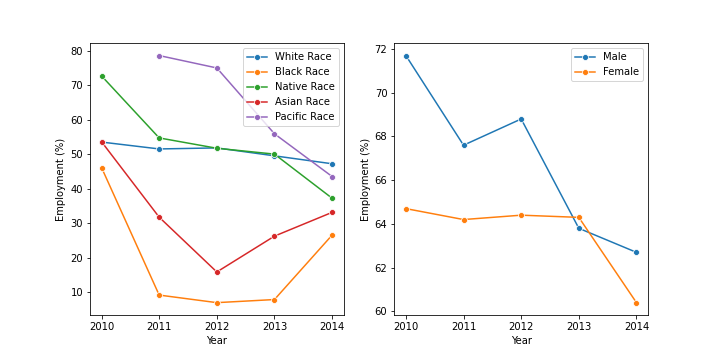 80
70
60
50
40
30
20
10
Employment (%)
2010 2011 2012 2013 2014
Year
White Race
Black Race
Native Race
Asian Race
Pacific Race
72
70
68
66
64
62
60
Employment (%)
2010 2011 2012 2013 2014
Year
Male
Female